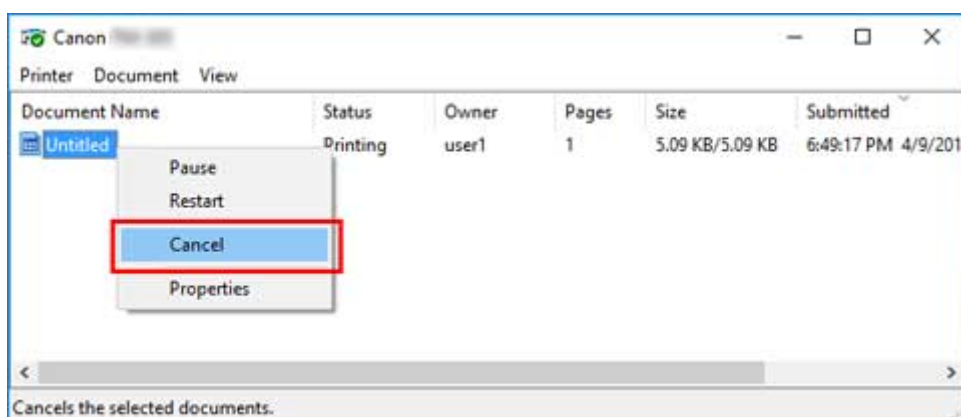 Canon
Printer Document View
Document Name Status Owner Pages Size Submitted
Untitled Printing user1 1 5.09 KB/5.09 KB 6:49:17 PM 4/9/201
Pause
Restart
Cancel
Properties
Cancels the selected documents.